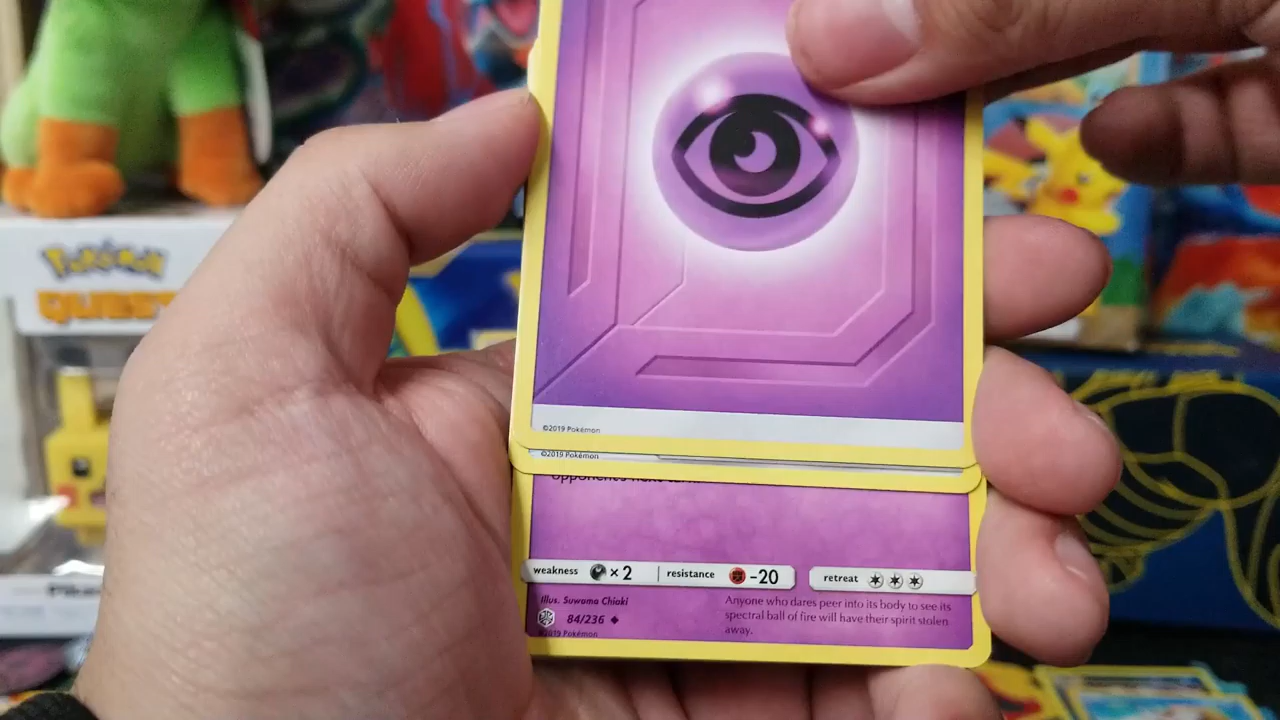 Pokémon
QUEST
©2019 Pokémon
©2019 Pokémon
opponent's next
weakness × 2 resistance -20 retreat
Illus. Suwama Chiaki
84/236
©2019 Pokémon
Anyone who dares peer into its body to see its
spectral ball of fire will have their spirit stolen
away.